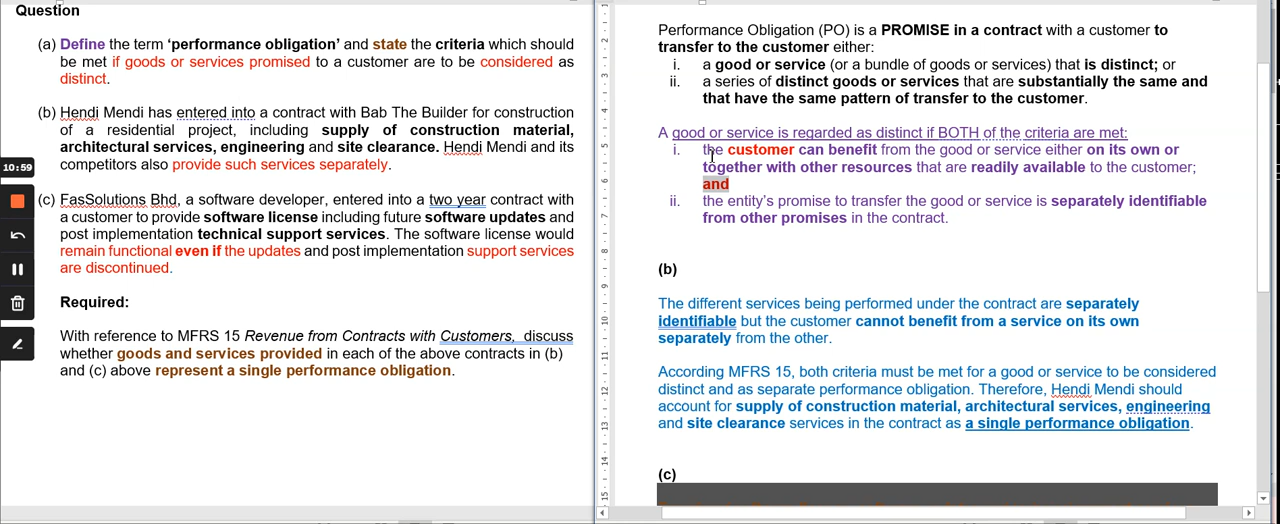 Question
(a) Define the term ‘performance obligation’ and state the criteria which should
be met if goods or services promised to a customer are to be considered as
distinct.
(b) Hendi Mendi has entered into a contract with Bab The Builder for construction
of a residential project, including supply of construction material,
architectural services, engineering and site clearance. Hendi Mendi and its
competitors also provide such services separately.
10:59
(c) FasSolutions Bhd, a software developer, entered into a two year contract with
a customer to provide software license including future software updates and
post implementation technical support services. The software license would
remain functional even if the updates and post implementation support services
are discontinued.
Required:
With reference to MFRS 15 Revenue from Contracts with Customers, discuss
whether goods and services provided in each of the above contracts in (b)
and (c) above represent a single performance obligation.
Performance Obligation (PO) is a PROMISE in a contract with a customer to
transfer to the customer either:
i. a good or service (or a bundle of goods or services) that is distinct; or
ii. a series of distinct goods or services that are substantially the same and
that have the same pattern of transfer to the customer.
A good or service is regarded as distinct if BOTH of the criteria are met:
i. the customer can benefit from the good or service either on its own or
together with other resources that are readily available to the customer;
and
ii. the entity’s promise to transfer the good or service is separately identifiable
from other promises in the contract.
(b)
The different services being performed under the contract are separately
identifiable but the customer cannot benefit from a service on its own
separately from the other.
According MFRS 15, both criteria must be met for a good or service to be considered
distinct and as separate performance obligation. Therefore, Hendi Mendi should
account for supply of construction material, architectural services, engineering
and site clearance services in the contract as a single performance obligation.
(c)